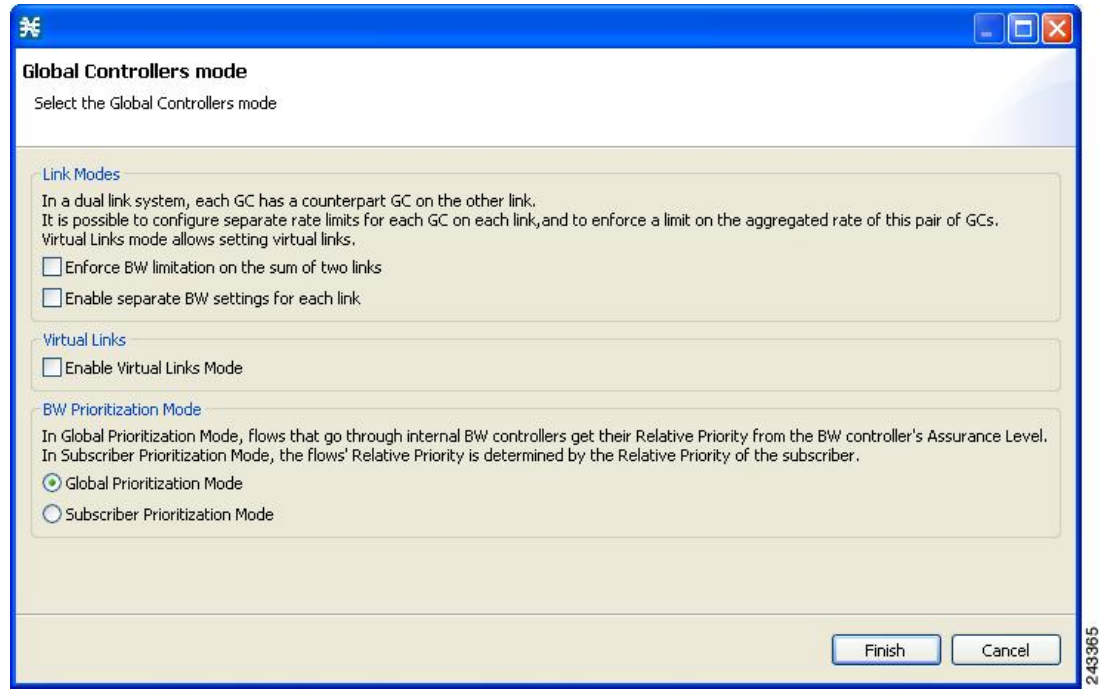 Global Controllers mode
Select the Global Controllers mode
Link Modes
In a dual link system, each GC has a counterpart GC on the other link.
It is possible to configure separate rate limits for each GC on each link,and to enforce a limit on the aggregated rate of this pair of GCs.
Virtual Links mode allows setting virtual links.
Enforce BW limitation on the sum of two links
Enable separate BW settings for each link
Virtual Links
Enable Virtual Links Mode
BW Prioritization Mode
In Global Prioritization Mode, flows that go through internal BW controllers get their Relative Priority from the BW controller's Assurance Level.
In Subscriber Prioritization Mode, the flows' Relative Priority is determined by the Relative Priority of the subscriber.
Global Prioritization Mode
Subscriber Prioritization Mode
Finish
Cancel
243365